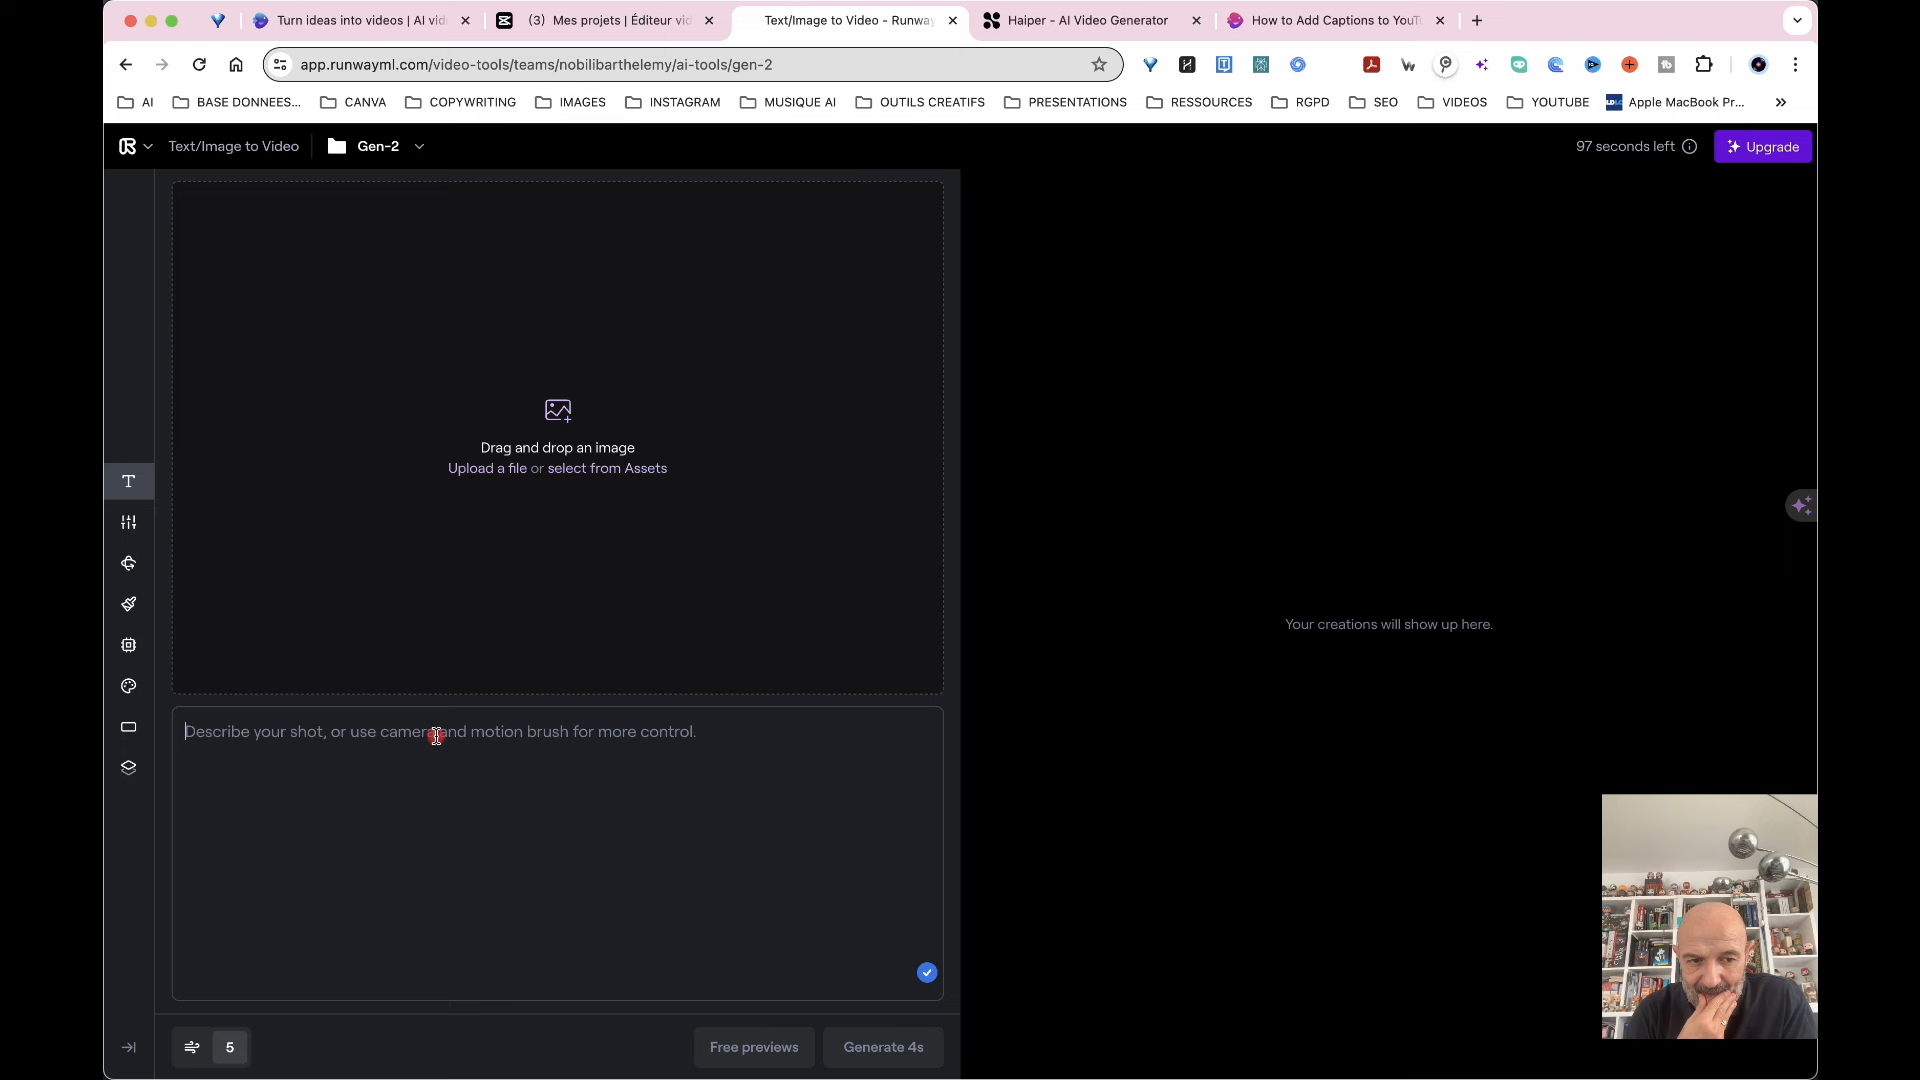 Turn ideas into videos | AI vid
(3) Mes projets | Éditeur vid
Text/Image to Video - Runway
Haiper - AI Video Generator
How to Add Captions to YouTu
app.runwayml.com/video-tools/teams/nobilibarthelemy/ai-tools/gen-2
AI
BASE DONNEES...
CANVA
COPYWRITING
IMAGES
INSTAGRAM
MUSIQUE AI
OUTILS CREATIFS
PRESENTATIONS
RESSOURCES
RGPD
SEO
VIDEOS
YOUTUBE
Apple MacBook Pr...
Text/Image to Video
Gen-2
97 seconds left
Upgrade
Drag and drop an image
Upload a file or select from Assets
Your creations will show up here.
Describe your shot, or use camera and motion brush for more control.
5
Free previews
Generate 4s